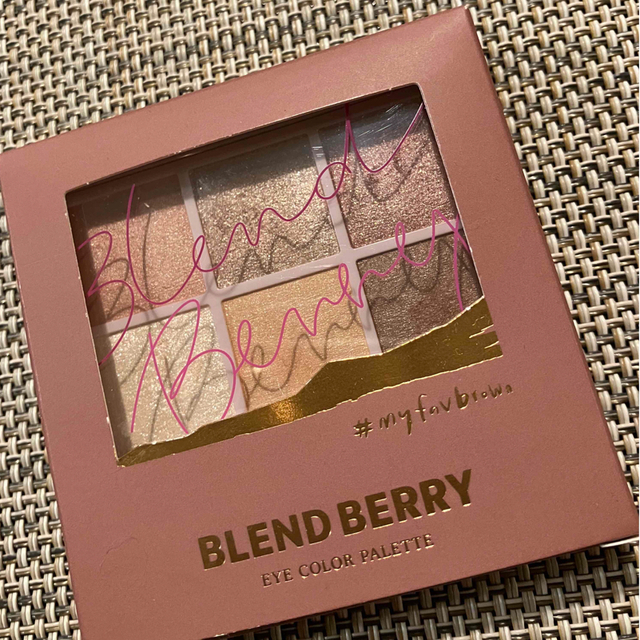 Blend
Berry
#myfavbrown
BLEND BERRY
EYE COLOR PALETTE